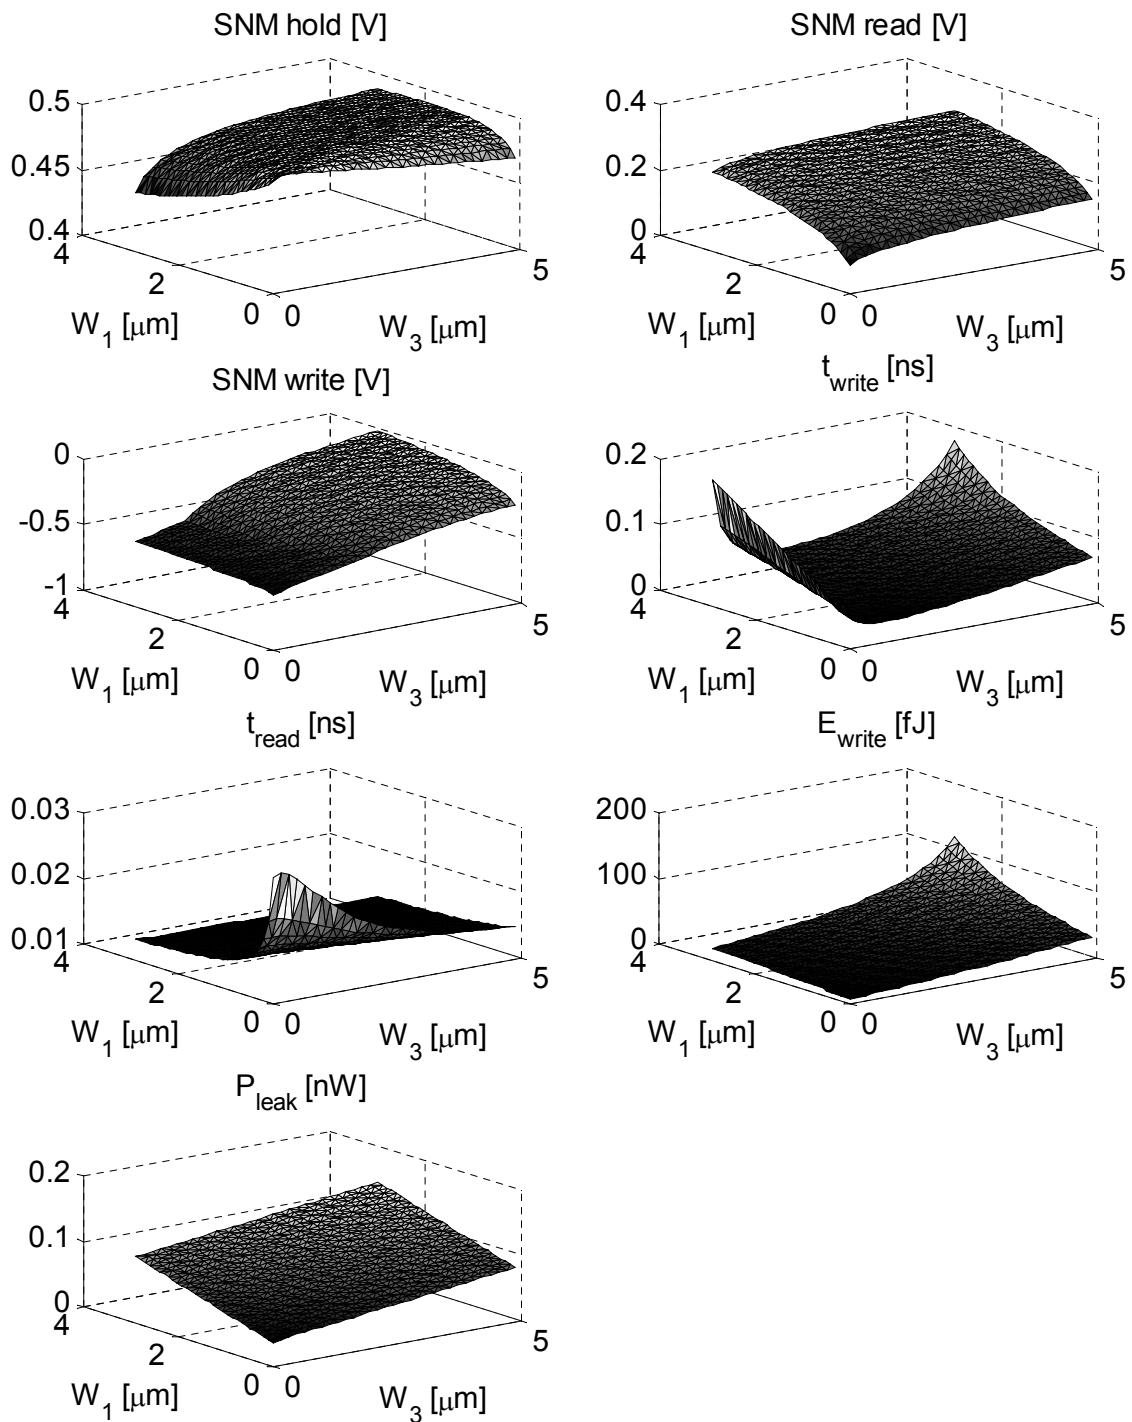 SNM hold [V]
0.5
0.45
0.4
4
2
0
0
5
W1 [μm]
W3 [μm]
SNM read [V]
0.4
0.2
0
4
2
0
0
5
W1 [μm]
W3 [μm]
SNM write [V]
0
-0.5
-1
4
2
0
0
5
W1 [μm]
W3 [μm]
twrite [ns]
0.2
0.1
0
4
2
0
0
5
W1 [μm]
W3 [μm]
tread [ns]
0.03
0.02
0.01
4
2
0
0
5
W1 [μm]
W3 [μm]
Ewrite [fJ]
200
100
0
4
2
0
0
5
W1 [μm]
W3 [μm]
Pleak [nW]
0.2
0.1
0
4
2
0
0
5
W1 [μm]
W3 [μm]